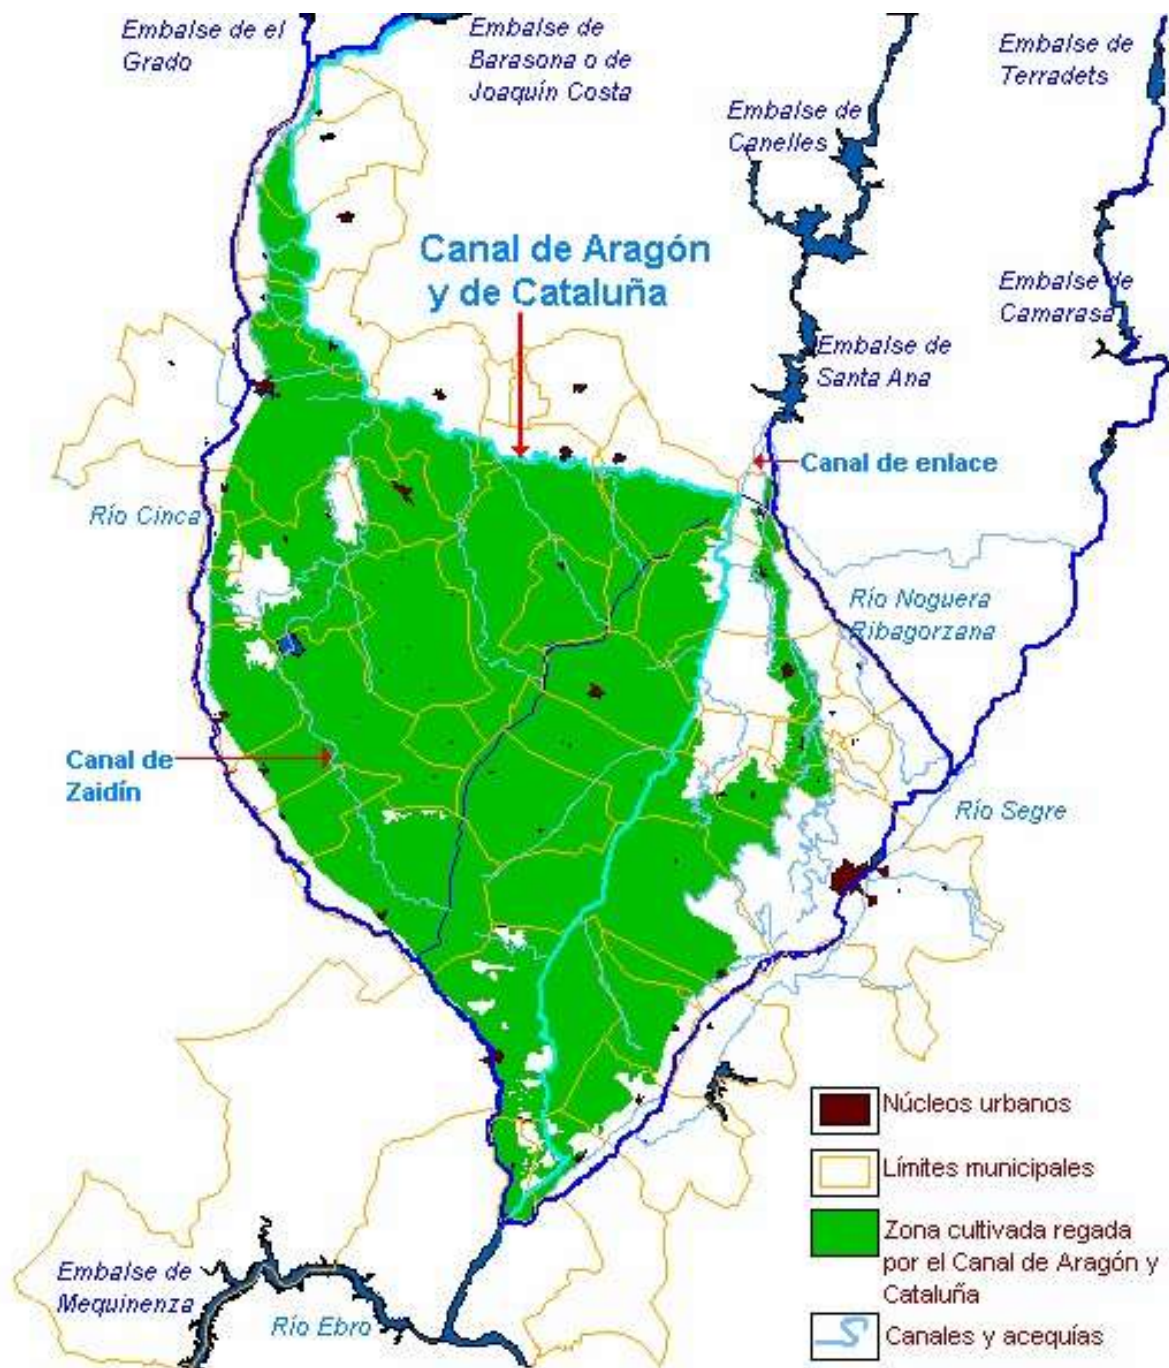 Embalse de el
Grado
Embalse de
Barasona o de
Joaquín Costa
Embalse de
Terradets
Embalse de
Canelles
Canal de Aragón
y de Cataluña
Embalse de
Camarasa
Embalse de
Santa Ana
Canal de enlace
Río Cinca
Río Noguera
Ribagorzana
Canal de
Zaidín
Río Segre
Núcleos urbanos
Límites municipales
Zona cultivada regada
por el Canal de Aragón y
Cataluña
Canales y acequías
Embalse de
Mequinenza
Río Ebro